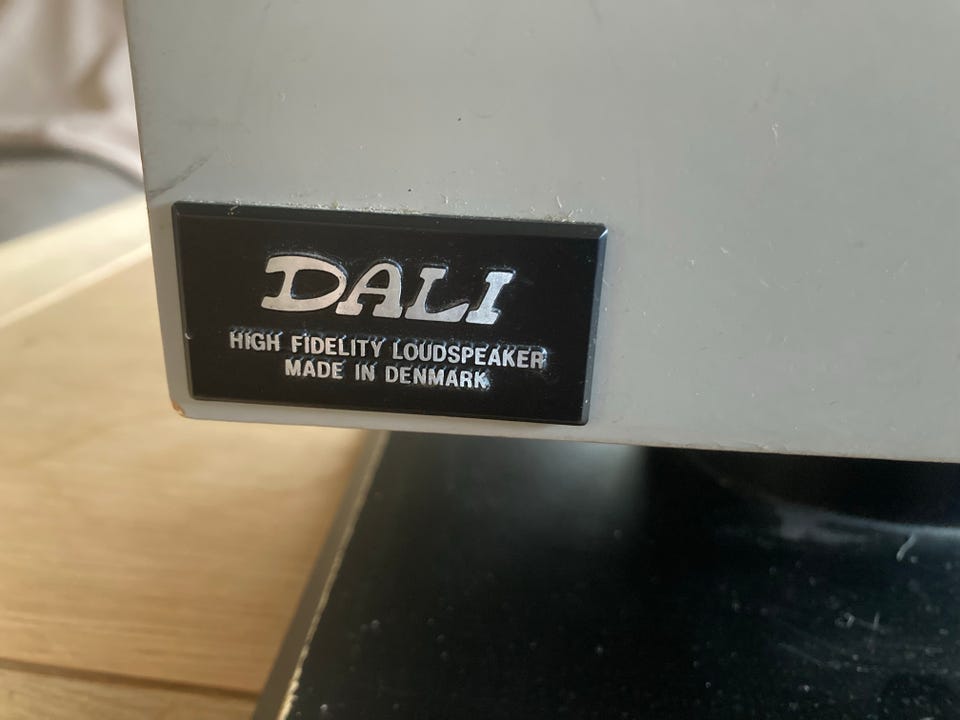 DALI
HIGH FIDELITY LOUDSPEAKER
MADE IN DENMARK